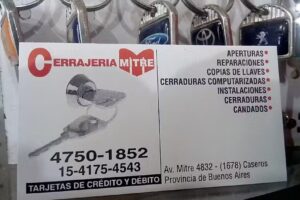 CERRAJERIA MITRE
APERTURAS
REPARACIONES
COPIAS DE LLAVES
CERRADURAS COMPUTARIZADAS
INSTALACIONES
CERRADURAS
CANDADOS
4750-1852
15-4175-4543
TARJETAS DE CRÉDITO Y DEBITO
Av. Mitre 4832 - (1678) Caseros
Provincia de Buenos Aires